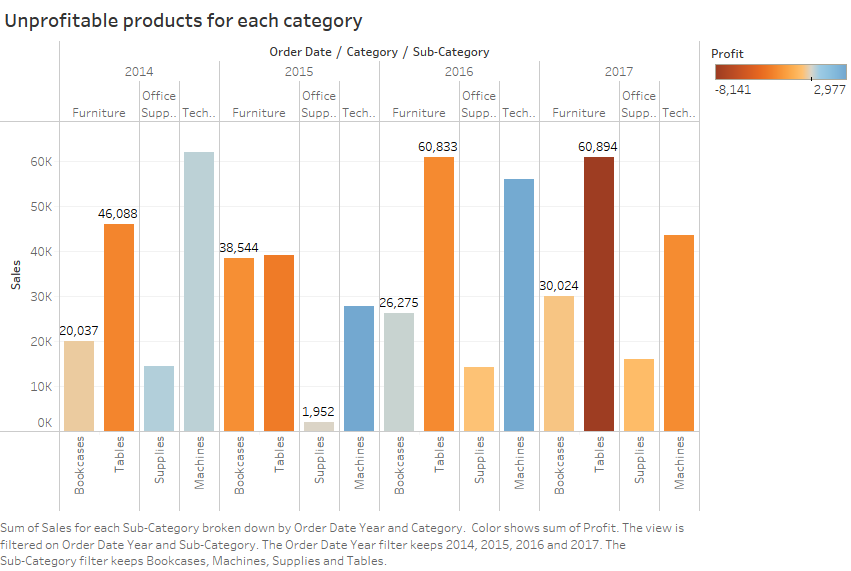 Unprofitable products for each category
Order Date / Category / Sub-Category
Profit
2014
2015
2016
2017
-8,141
2,977
Furniture
Office
Supp..
Tech..
Furniture
Office
Supp..
Tech..
Furniture
Office
Supp..
Tech..
Furniture
Office
Supp..
Tech..
Sales
60K
50K
40K
30K
20K
10K
0K
20,037
46,088
38,544
1,952
26,275
60,833
30,024
60,894
Bookcases
Tables
Supplies
Machines
Bookcases
Tables
Supplies
Machines
Bookcases
Tables
Supplies
Machines
Bookcases
Tables
Supplies
Machines
Sum of Sales for each Sub-Category broken down by Order Date Year and Category.  Color shows sum of Profit. The view is
filtered on Order Date Year and Sub-Category. The Order Date Year filter keeps 2014, 2015, 2016 and 2017. The
Sub-Category filter keeps Bookcases, Machines, Supplies and Tables.